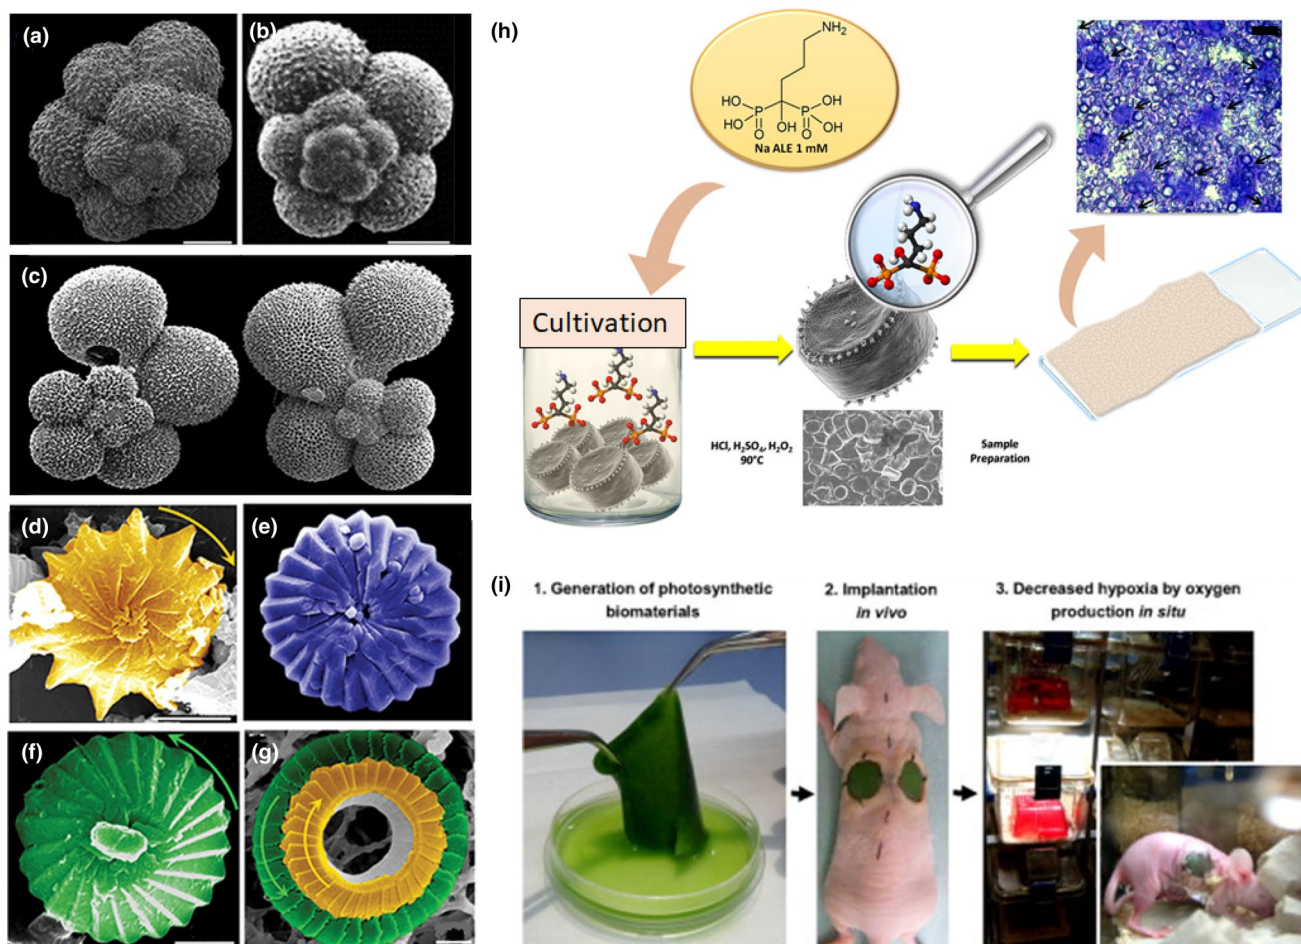 (a)
(b)
(c)
(d)
(e)
(f)
(g)
(h)
NH₂
HO
OH
HO
P
P
OH
O
OH
O
Na ALE 1 mM
Cultivation
HCl, H₂SO₄, H₂O₂
90°C
Sample
Preparation
(i)
1. Generation of photosynthetic
biomaterials
2. Implantation
in vivo
3. Decreased hypoxia by oxygen
production in situ